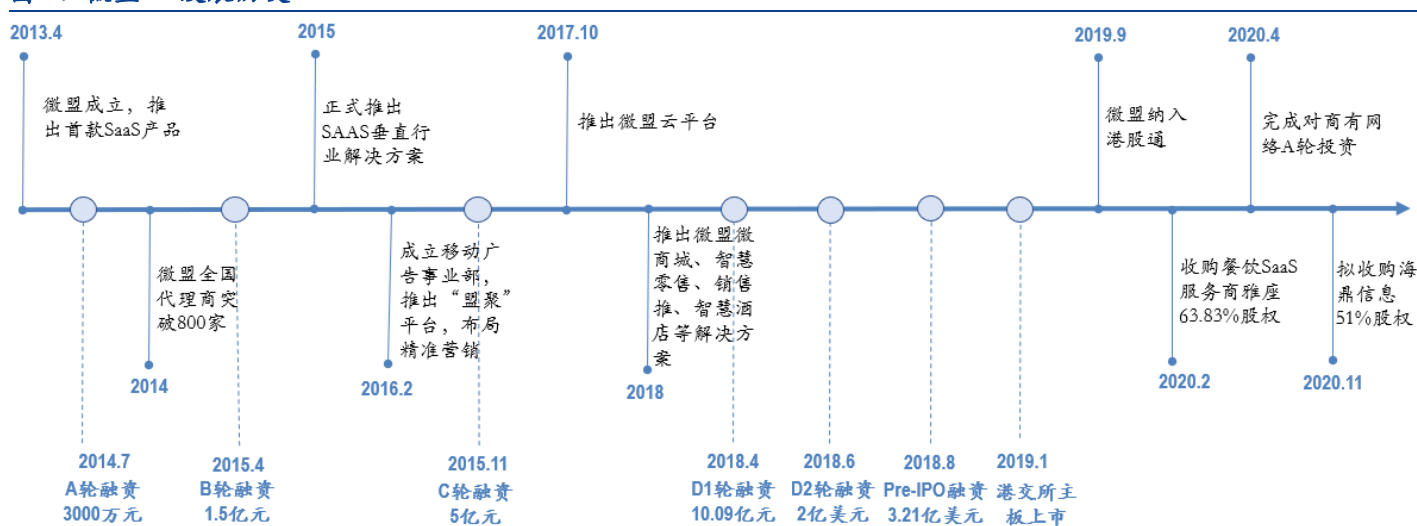 2013.4
微盟成立，推
出首款SaaS产品
2015
正式推出
SAAS垂直行
业解决方案
2017.10
推出微盟云平台
2019.9
微盟纳入
港股通
2020.4
完成对商有网
络A轮投资
微盟全国
代理商突
破800家
2014
成立移动广
告事业部，
推出“盟聚”
平台，布局
精准营销
2016.2
推出微盟微
商城、智慧
零售、销售
推、智慧酒
店等解决方
案
2018
收购餐饮SaaS
服务商雅座
63.83%股权
2020.2
拟收购海
鼎信息
51%股权
2020.11
2014.7
A轮融资
3000万元
2015.4
B轮融资
1.5亿元
2015.11
C轮融资
5亿元
2018.4
D1轮融资
10.09亿元
2018.6
D2轮融资
2亿美元
2018.8
Pre-IPO融资
3.21亿美元
2019.1
港交所主
板上市